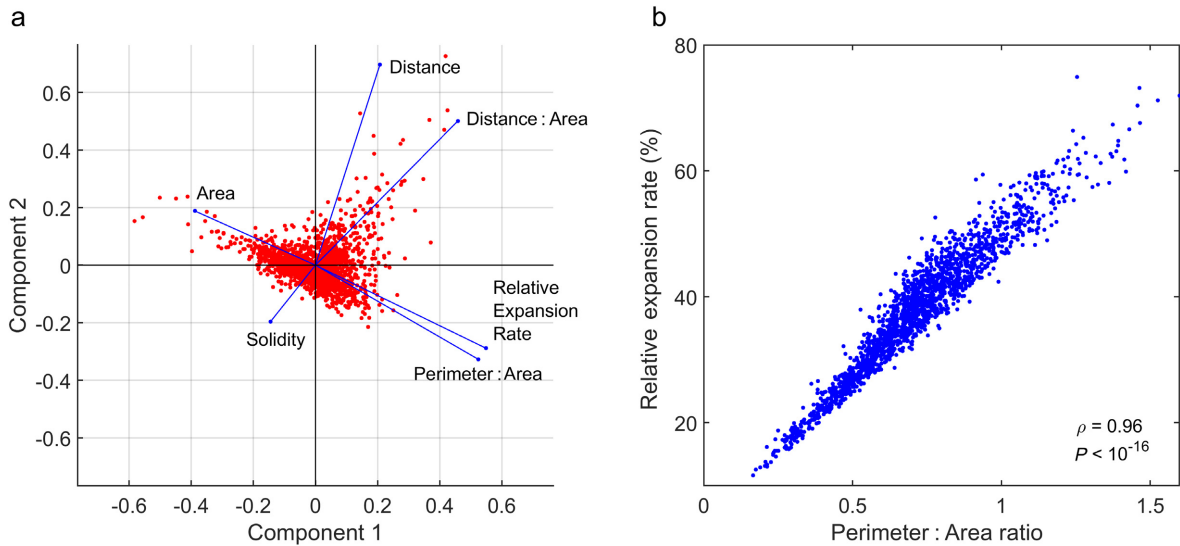 a
Component 2
0.6
0.4
0.2
0
-0.2
-0.4
-0.6
Distance
Distance : Area
Area
Relative
Expansion
Rate
Solidity
Perimeter : Area
-0.6 -0.4 -0.2 0 0.2 0.4 0.6
Component 1
b
Relative expansion rate (%)
80
60
40
20
ρ = 0.96
P < 10⁻¹⁶
0 0.5 1 1.5
Perimeter : Area ratio